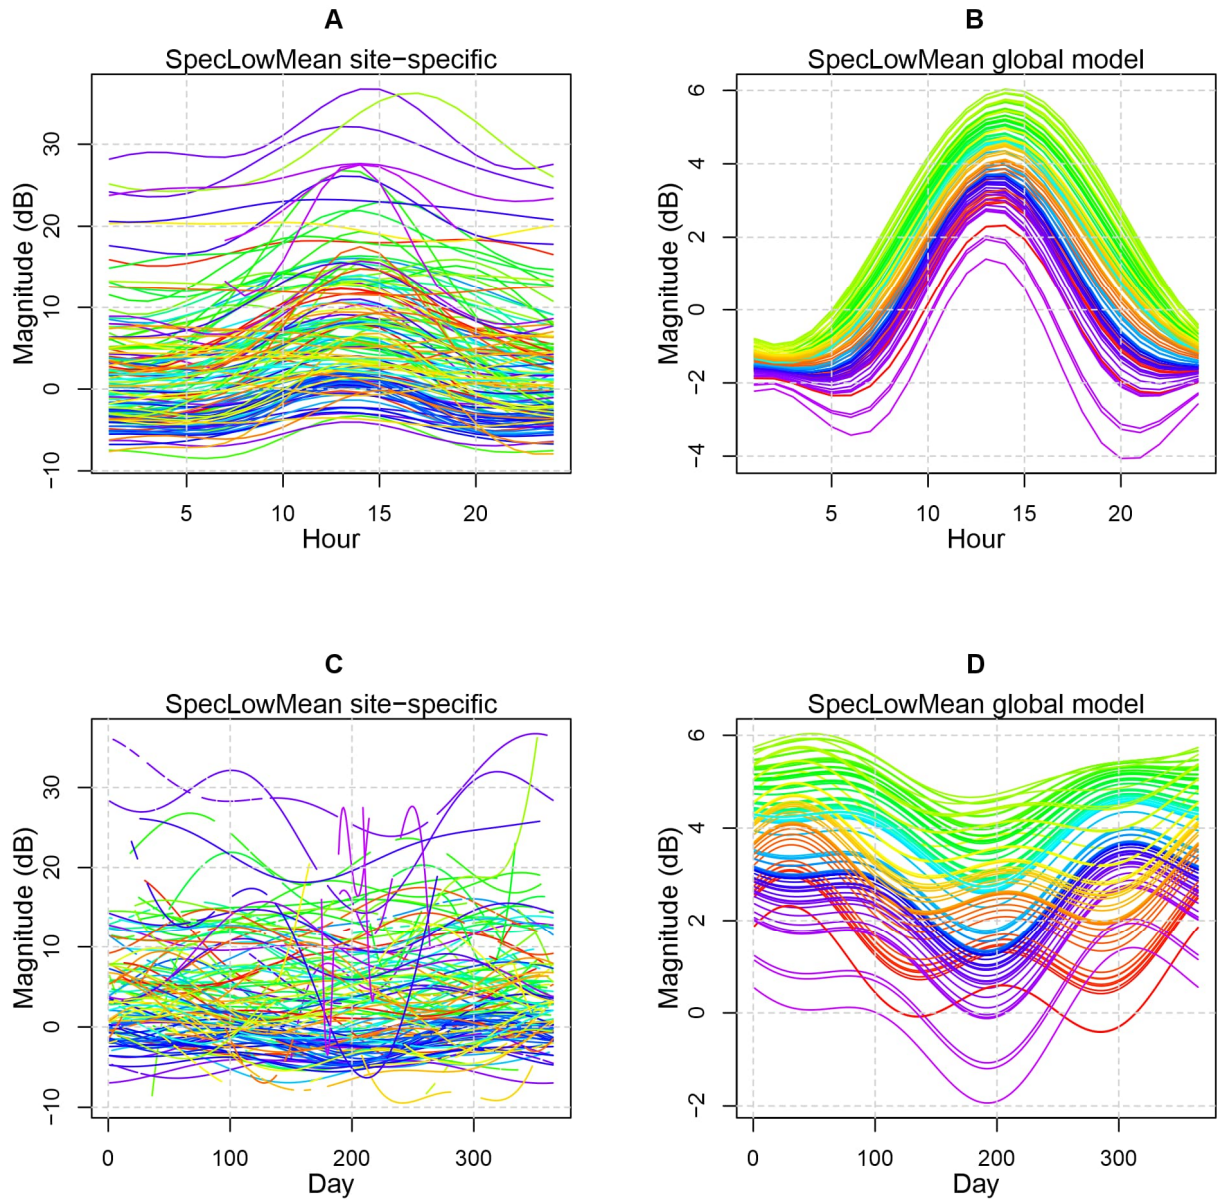 A
SpecLowMean site−specific
Magnitude (dB)
30
20
10
0
−10
5
10
15
20
Hour
B
SpecLowMean global model
Magnitude (dB)
6
4
2
0
−2
−4
5
10
15
20
Hour
C
SpecLowMean site−specific
Magnitude (dB)
30
20
10
0
−10
0
100
200
300
Day
D
SpecLowMean global model
Magnitude (dB)
6
4
2
0
−2
0
100
200
300
Day